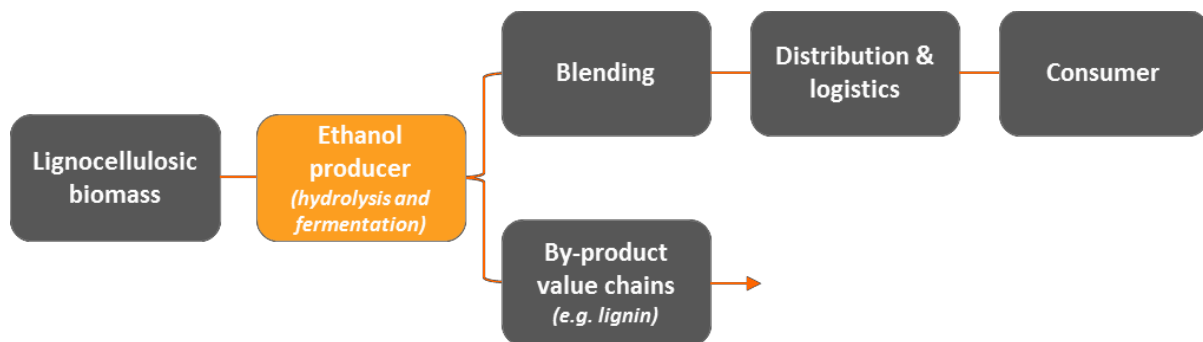 Lignocellulosic
biomass
Ethanol
producer
(hydrolysis and
fermentation)
Blending
Distribution &
logistics
Consumer
By-product
value chains
(e.g. lignin)